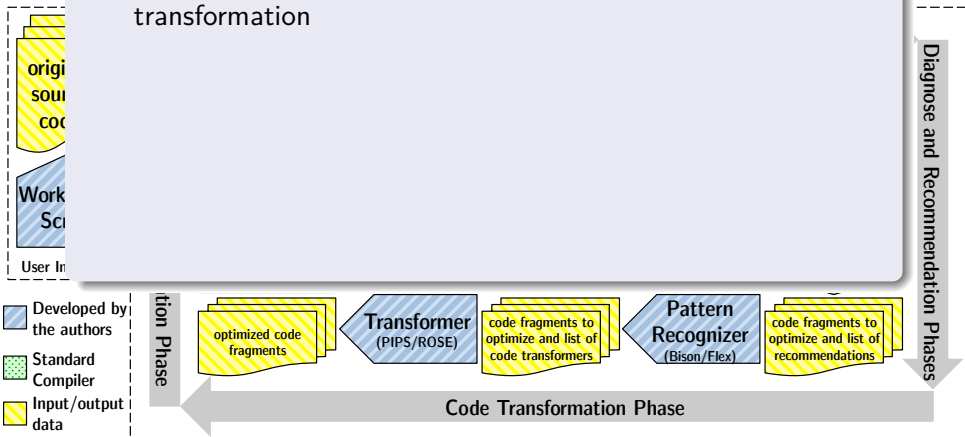 transformation
origi
sour
cod
Work
Scr
User In
Diagnose and Recommendation Phases
Developed by
the authors
Standard
Compiler
Input/output
data
tion Phase
optimized code
fragments
Transformer
(PIPS/ROSE)
code fragments to
optimize and list of
code transformers
Pattern
Recognizer
(Bison/Flex)
code fragments to
optimize and list of
recommendations
Code Transformation Phase